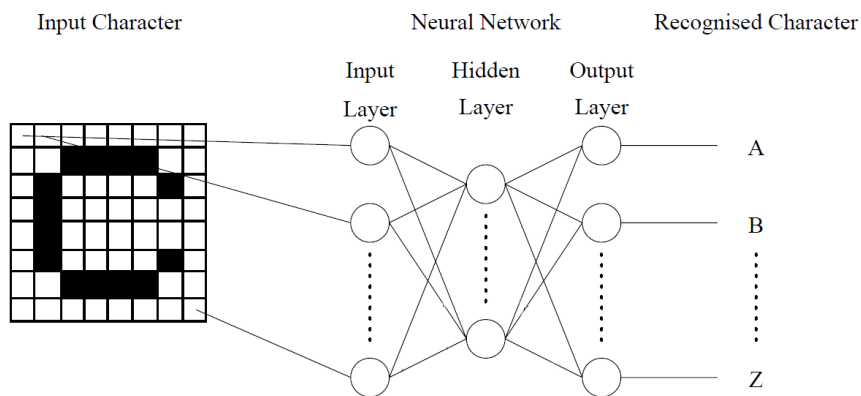 Input Character
Neural Network
Recognised Character
Input
Layer
Hidden
Layer
Output
Layer
A
B
Z